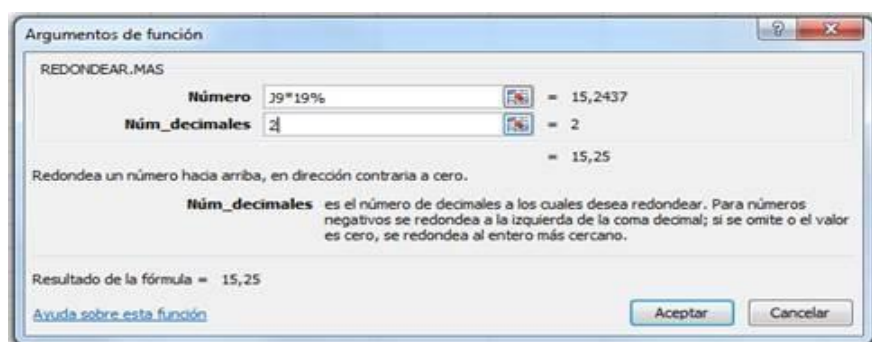 Argumentos de función
REDONDEAR.MAS
Número J9*19% = 15,2437
Núm_decimales 2 = 2
= 15,25
Redondea un número hacia arriba, en dirección contraria a cero.
Núm_decimales es el número de decimales a los cuales desea redondear. Para números
negativos se redondea a la izquierda de la coma decimal; si se omite o el valor
es cero, se redondea al entero más cercano.
Resultado de la fórmula = 15,25
Ayuda sobre esta función Aceptar Cancelar